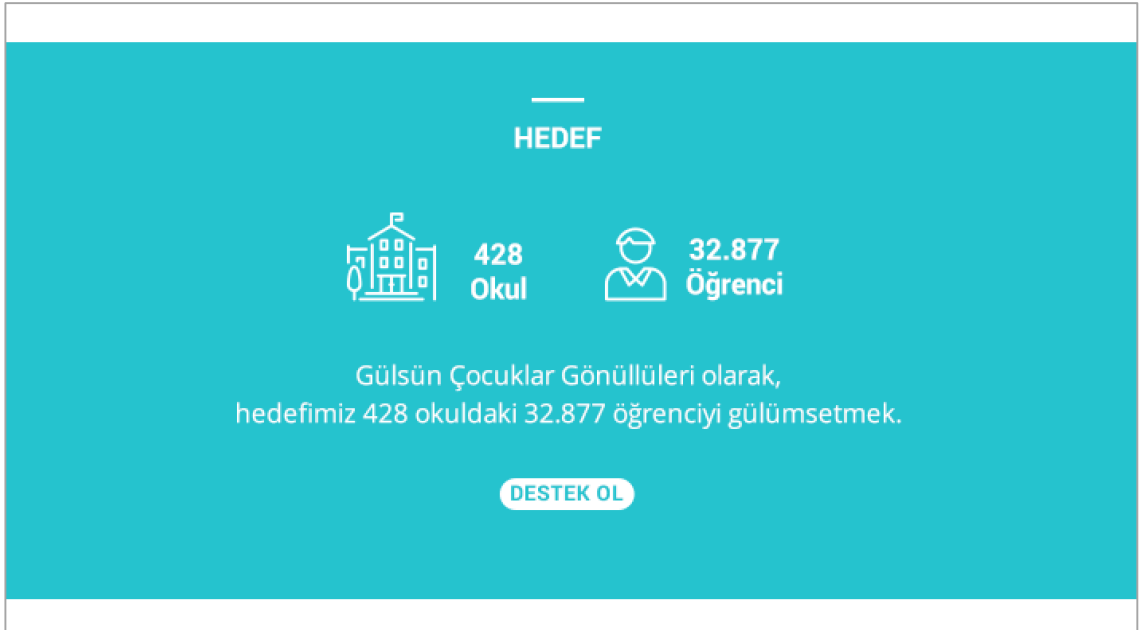 HEDEF
428
Okul
32.877
Öğrenci
Gülsün Çocuklar Gönüllüleri olarak,
hedefimiz 428 okuldaki 32.877 öğrenciyi gülümsetmek.
DESTEK OL